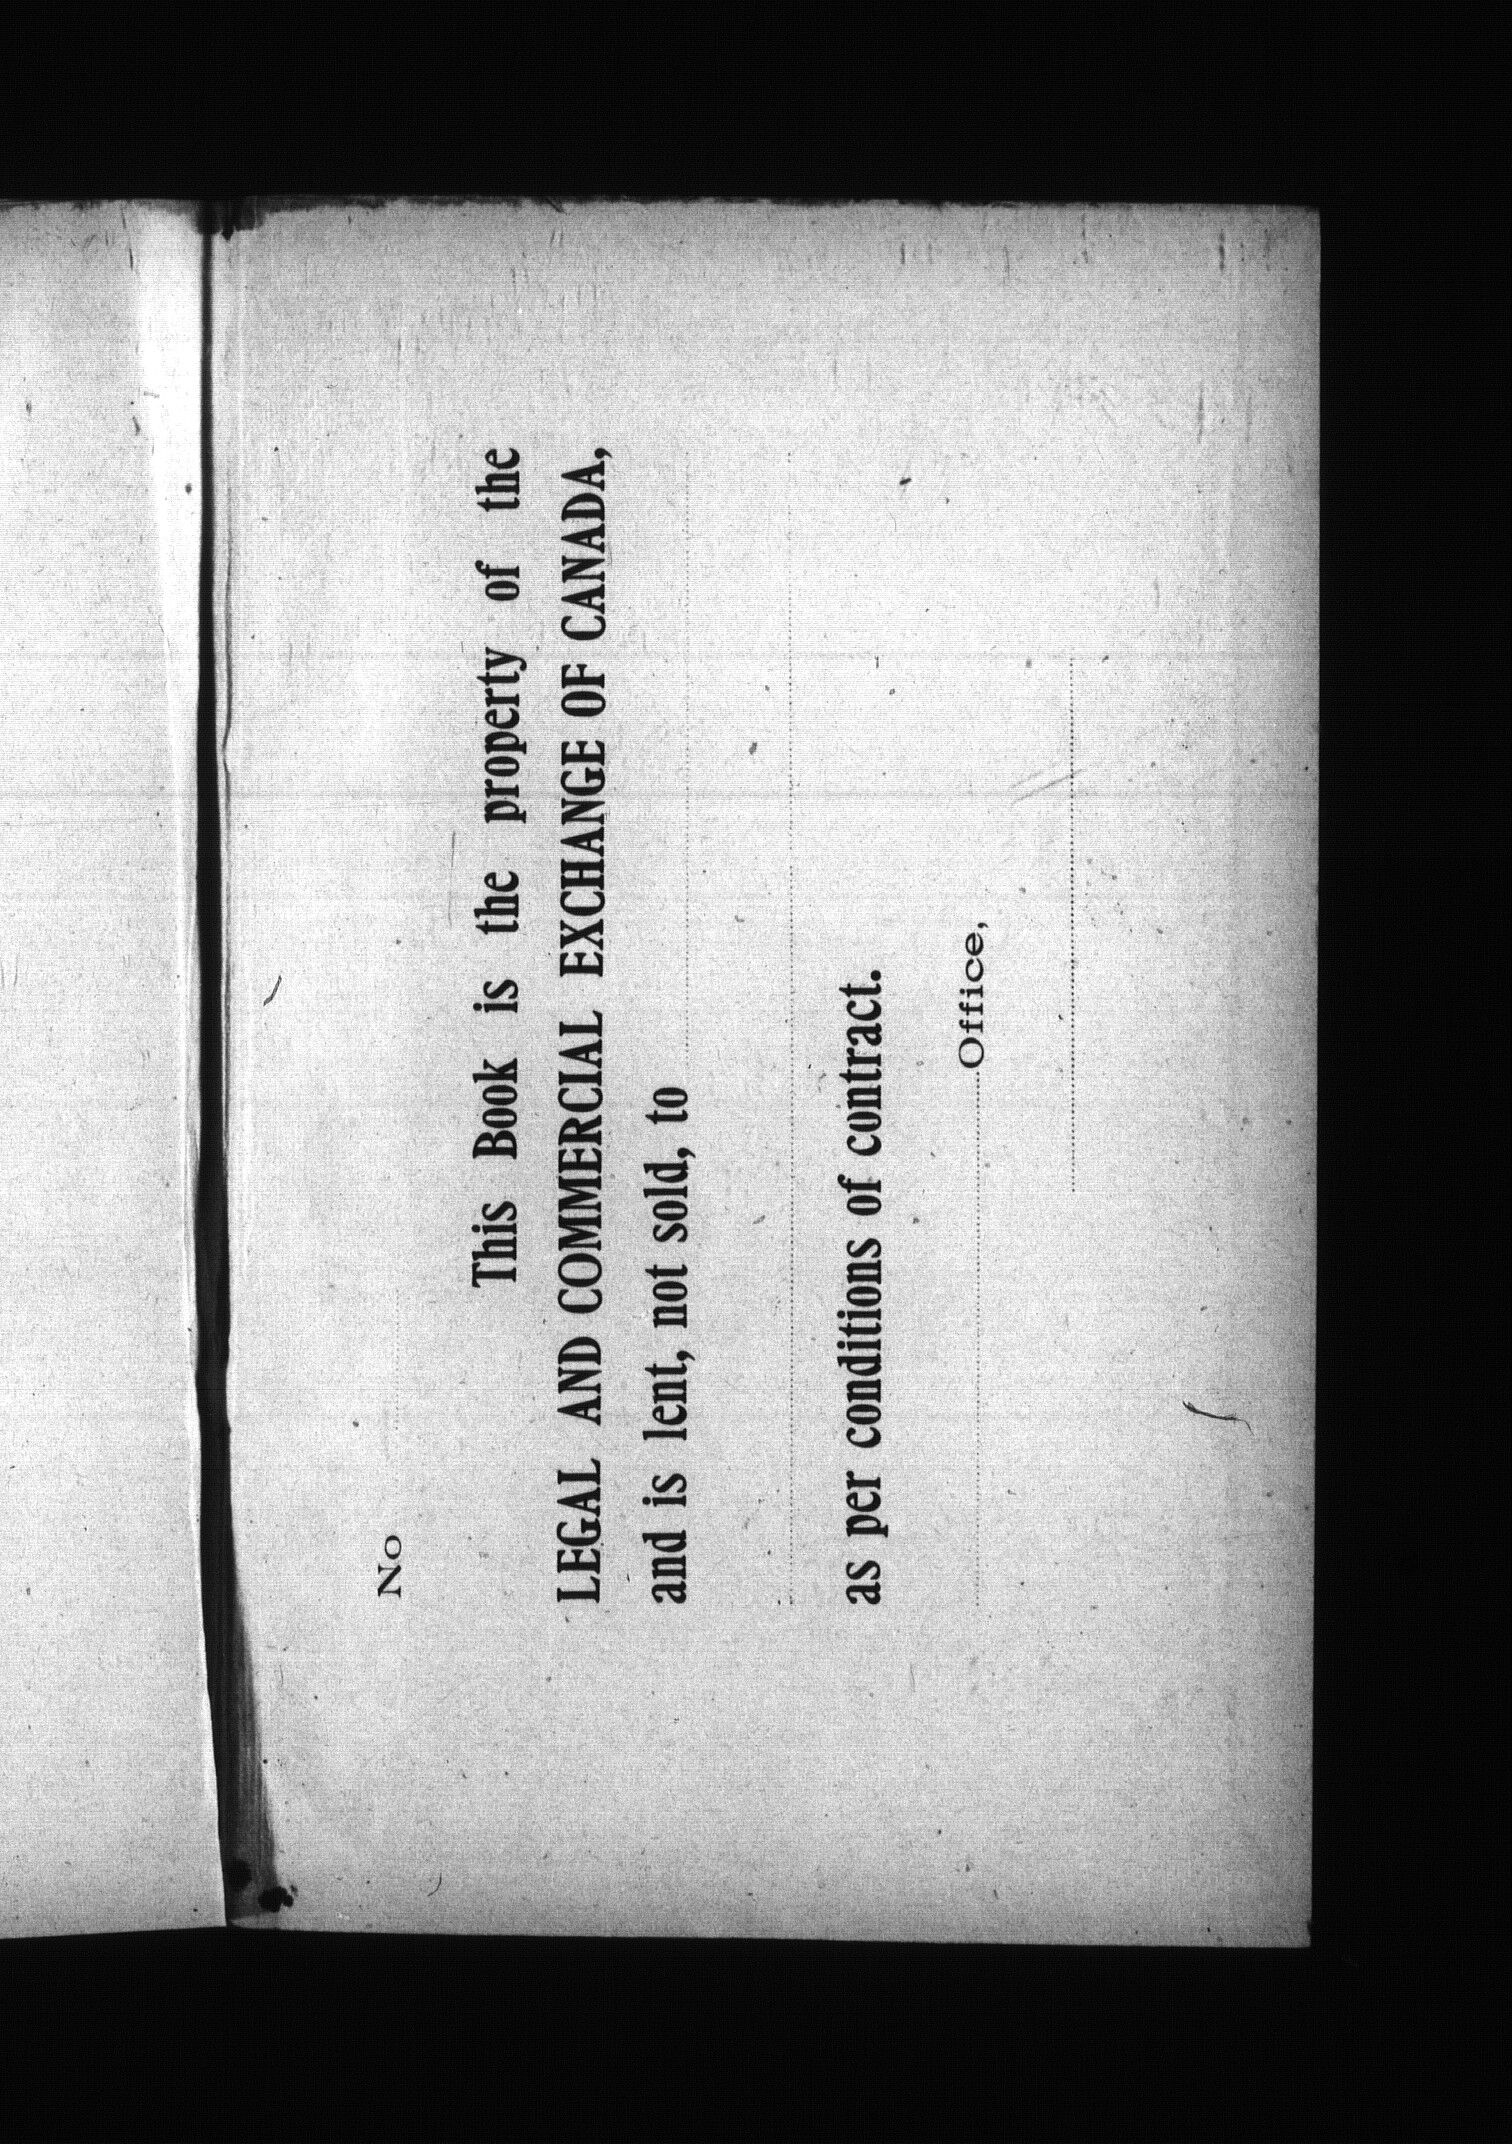 No
This Book is the property of the
LEGAL AND COMMERCIAL EXCHANGE OF CANADA,
and is lent, not sold, to
as per conditions of contract.
Office,